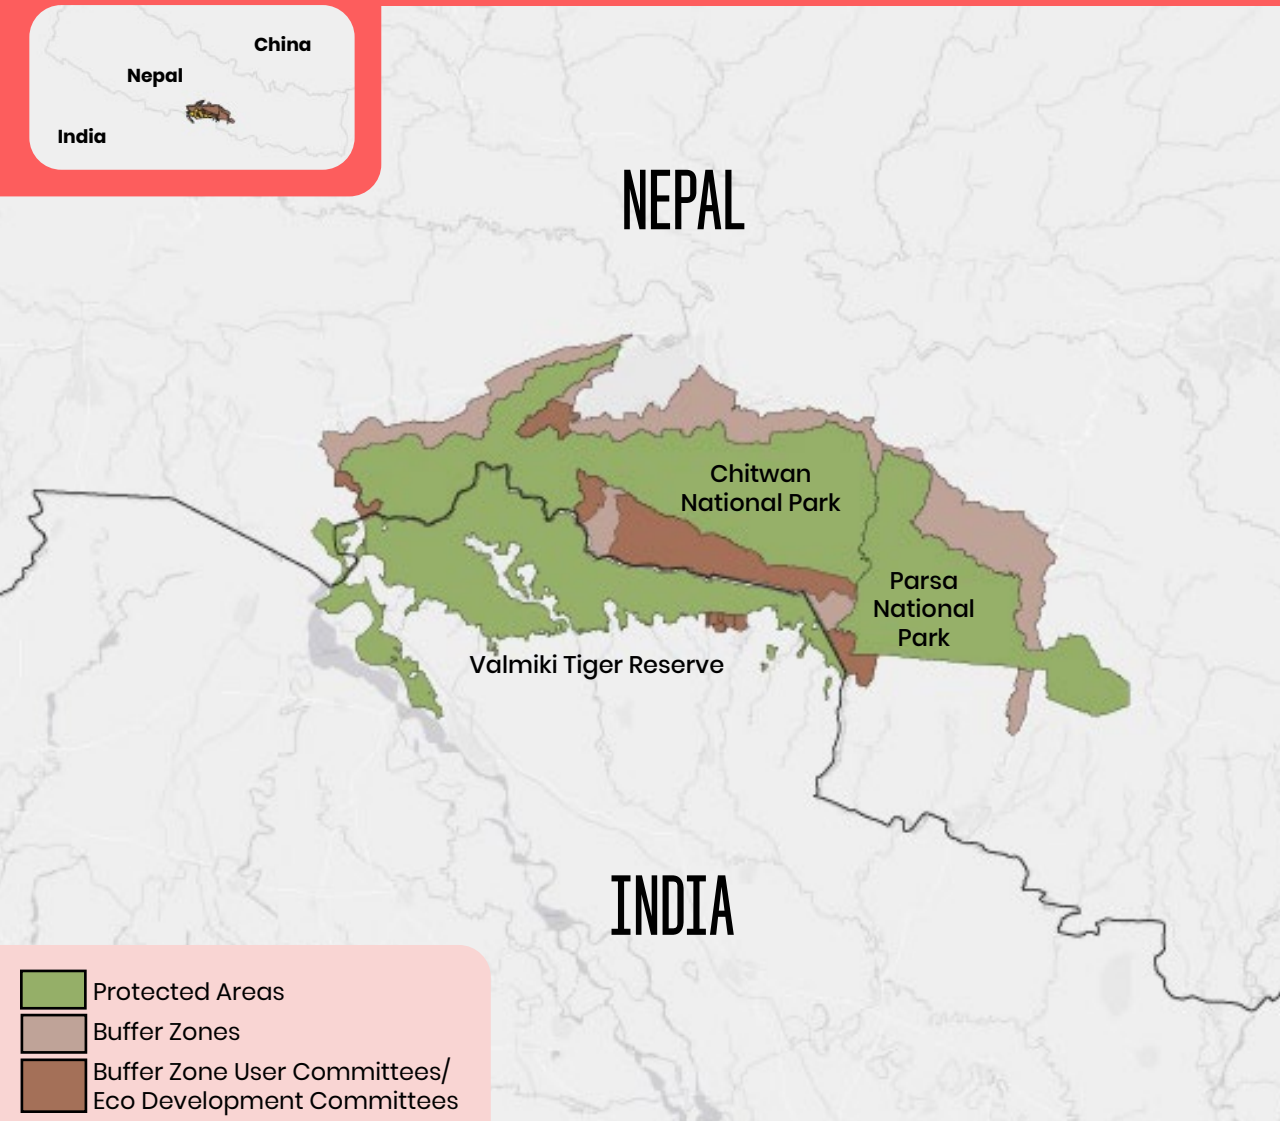 China
Nepal
India
NEPAL
Chitwan
National Park
Parsa
National
Park
Valmiki Tiger Reserve
INDIA
Protected Areas
Buffer Zones
Buffer Zone User Committees/
Eco Development Committees